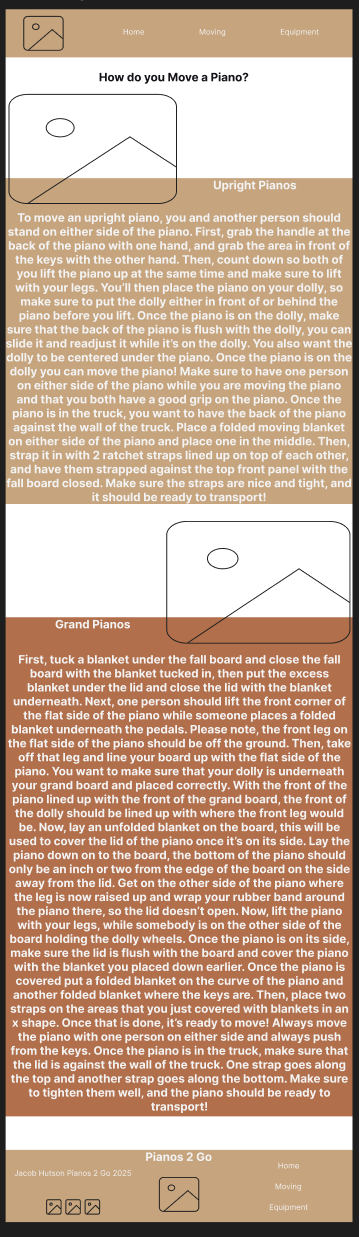 Home Moving Equipment
How do you Move a Piano?
Upright Pianos
To move an upright piano, you and another person should
stand on either side of the piano. First, grab the handle at the
back of the piano with one hand, and grab the area in front of
the keys with the other hand. Then, count down so both of
you lift the piano up at the same time and make sure to lift
with your legs. You'll then place the piano on your dolly, so
make sure to put the dolly either in front of or behind the
piano before you lift. Once the piano is on the dolly, make
sure that the back of the piano is flush with the dolly, you can
slide it and readjust it while it's on the dolly. You also want the
dolly to be centered under the piano. Once the piano is on the
dolly you can move the piano! Make sure to have one person
on either side of the piano while you are moving the piano
and that you both have a good grip on the piano. Once the
piano is in the truck, you want to have the back of the piano
against the wall of the truck. Place a folded moving blanket
on either side of the piano and place one in the middle. Then,
strap it in with 2 ratchet straps lined up on top of each other,
and have them strapped against the top front panel with the
fall board closed. Make sure the straps are nice and tight, and
it should be ready to transport!
Grand Pianos
First, tuck a blanket under the fall board and close the fall
board with the blanket tucked in, then put the excess
blanket under the lid and close the lid with the blanket
underneath. Next, one person should lift the front corner of
the flat side of the piano while someone places a folded
blanket underneath the pedals. Please note, the front leg on
the flat side of the piano should be off the ground. Then, take
off that leg and line your board up with the flat side of the
piano. You want to make sure that your dolly is underneath
your grand board and placed correctly. With the front of the
piano lined up with the front of the grand board, the front of
the dolly should be lined up with where the front leg would
be. Now, lay an unfolded blanket on the board, this will be
used to cover the lid of the piano once it's on its side. Lay the
piano down on to the board, the bottom of the piano should
only be an inch or two from the edge of the board on the side
away from the lid. Get on the other side of the piano where
the leg is now raised up and wrap your rubber band around
the piano there, so the lid doesn't open. Now, lift the piano
with your legs, while somebody is on the other side of the
board holding the dolly wheels. Once the piano is on its side,
make sure the lid is flush with the board and cover the piano
with the blanket you placed down earlier. Once the piano is
covered put a folded blanket on the curve of the piano and
another folded blanket where the keys are. Then, place two
straps on the areas that you just covered with blankets in an
x shape. Once that is done, it's ready to move! Always move
the piano with one person on either side and always push
from the keys. Once the piano is in the truck, make sure that
the lid is against the wall of the truck. One strap goes along
the top and another strap goes along the bottom. Make sure
to tighten them well, and the piano should be ready to
transport!
Pianos 2 Go
Jacob Hutson Pianos 2 Go 2025
Home
Moving
Equipment